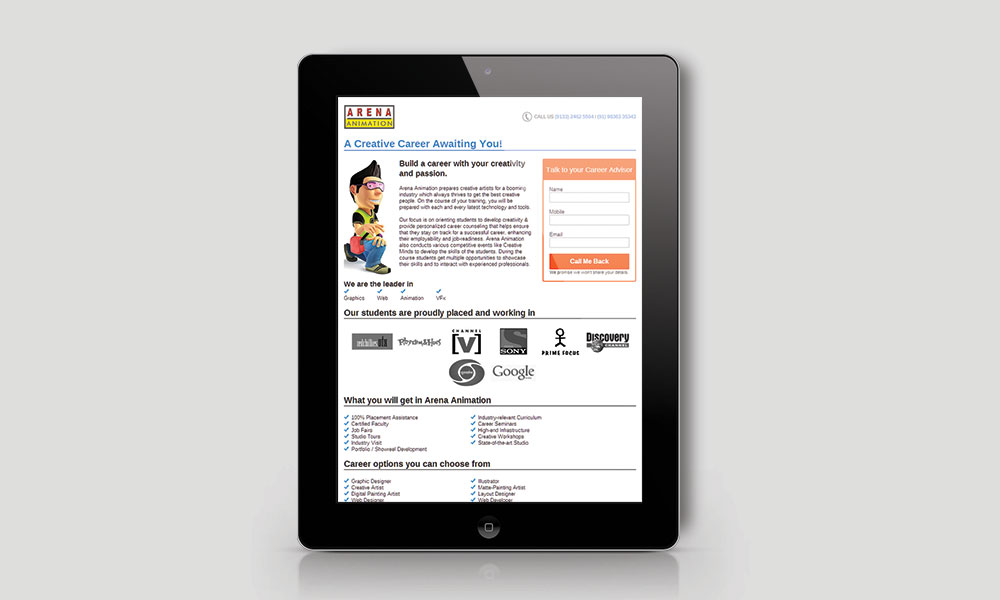 ARENA
ANIMATION
CALL US
A Creative Career Awaiting You!
Build a career with your creativity
and passion.
Arena Animation prepares creative artists for a booming
industry which always thrives to get the best creative
people. On the course of your training, you will be
prepared with each and every latest technology and tools.
Our focus is on orienting students to develop creativity &
provide personalized career counseling that helps ensure
that they stay on back for a successful career, enhancing
their employability and job-readiness. Arena Animation
also conducts various competitive events like Creative
Minds to develop the skills of the students. During the
course students get multiple opportunities to showcase
their skills and to interact with experienced professionals.
Talk to your Career Adviser
Name
Mobile
Email
Call Me Back
We promise we won't share your details.
We are the leader in
Graphics Web Animation VFx
Our students are proudly placed and working in
redchillies vfx
Rhythm&Hues
CHANNEL
[V]
SONY
PRIME FOCUS
Discovery
CHANNEL
Google
What you will get in Arena Animation
100% Placement Assistance
Certified Faculty
Job Fairs
Studio Tours
Industry Visit
Portfolio / Showreal Development
Industry-relevant Curriculum
Career Seminars
High-end Infrastructure
Creative Workshops
State-of-the-art Studio
Career options you can choose from
Graphic Designer
Creative Artist
Digital Painting Artist
Web Designer
Illustrator
Matte-Painting Artist
Layout Designer
Web Developer